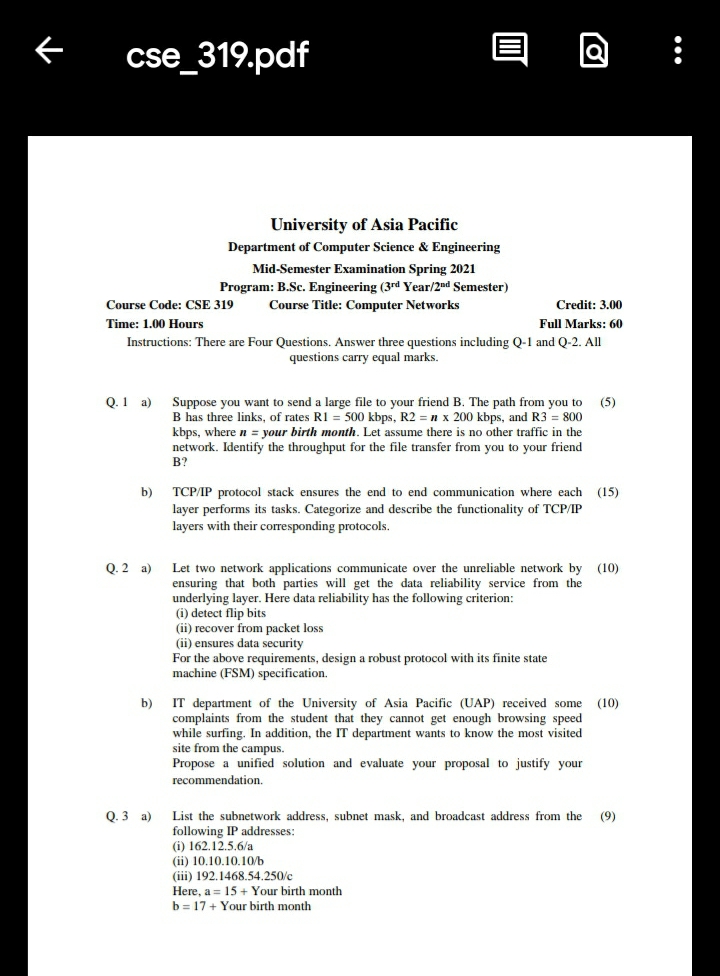 cse_319.pdf
University of Asia Pacific
Department of Computer Science & Engineering
Mid-Semester Examination Spring 2021
Program: B.Sc. Engineering (3rd Year/2nd Semester)
Course Code: CSE 319 Course Title: Computer Networks Credit: 3.00
Time: 1.00 Hours Full Marks: 60
Instructions: There are Four Questions. Answer three questions including Q-1 and Q-2. All
questions carry equal marks.
Q. 1 a) Suppose you want to send a large file to your friend B. The path from you to (5)
B has three links, of rates R1 = 500 kbps, R2 = n x 200 kbps, and R3 = 800
kbps, where n = your birth month. Let assume there is no other traffic in the
network. Identify the throughput for the file transfer from you to your friend
B?
b) TCP/IP protocol stack ensures the end to end communication where each (15)
layer performs its tasks. Categorize and describe the functionality of TCP/IP
layers with their corresponding protocols.
Q. 2 a) Let two network applications communicate over the unreliable network by (10)
ensuring that both parties will get the data reliability service from the
underlying layer. Here data reliability has the following criterion:
(i) detect flip bits
(ii) recover from packet loss
(ii) ensures data security
For the above requirements, design a robust protocol with its finite state
machine (FSM) specification.
b) IT department of the University of Asia Pacific (UAP) received some (10)
complaints from the student that they cannot get enough browsing speed
while surfing. In addition, the IT department wants to know the most visited
site from the campus.
Propose a unified solution and evaluate your proposal to justify your
recommendation.
Q. 3 a) List the subnetwork address, subnet mask, and broadcast address from the (9)
following IP addresses:
(i) 162.12.5.6/a
(ii) 10.10.10.10/b
(iii) 192.1468.54.250/c
Here, a = 15 + Your birth month
b = 17 + Your birth month